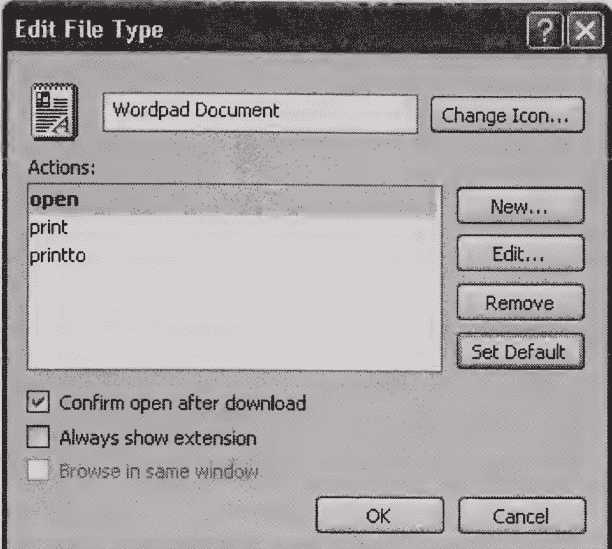 Edit File Type
Wordpad Document
Change Icon...
Actions:
open
print
printto
New...
Edit...
Remove
Set Default
Confirm open after download
Always show extension
Browse in same window
OK
Cancel